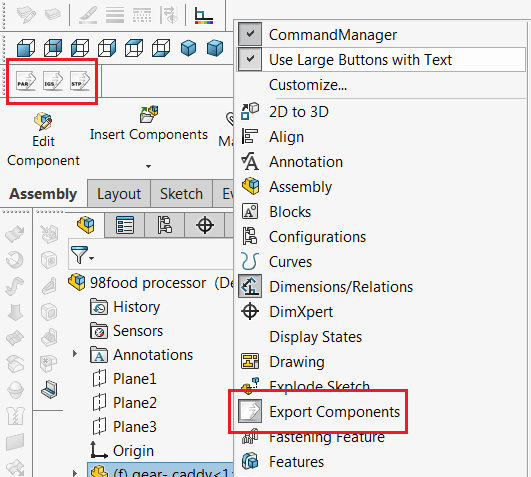 PAR IGS STP
Edit Component
Insert Components
Assembly Layout Sketch
98food processor (De
History
Sensors
Annotations
Plane1
Plane2
Plane3
Origin
(f) gear- caddy<1
CommandManager
Use Large Buttons with Text
Customize...
2D to 3D
Align
Annotation
Assembly
Blocks
Configurations
Curves
Dimensions/Relations
DimXpert
Display States
Drawing
Explode Sketch
Export Components
Fastening Feature
Features